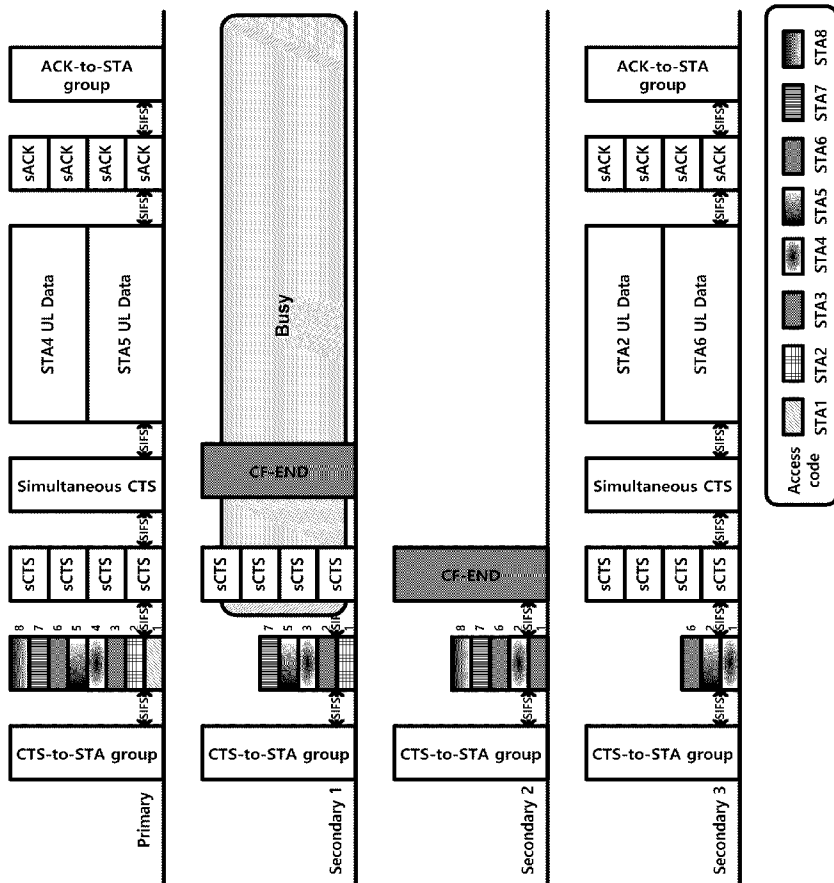 Primary
CTS-to-STA group
SIFS
8
7
6
5
4
3
2
1
SIFS
sCTS
sCTS
sCTS
sCTS
SIFS
Simultaneous CTS
SIFS
STA4 UL Data
STA5 UL Data
SIFS
sACK
sACK
sACK
sACK
SIFS
ACK-to-STA
group
Secondary 1
CTS-to-STA group
SIFS
7
5
3
2
1
SIFS
sCTS
sCTS
sCTS
sCTS
CF-END
Busy
Secondary 2
CTS-to-STA group
SIFS
8
7
6
2
1
SIFS
CF-END
Secondary 3
CTS-to-STA group
SIFS
6
2
1
SIFS
sCTS
sCTS
sCTS
sCTS
SIFS
Simultaneous CTS
SIFS
STA2 UL Data
STA6 UL Data
SIFS
sACK
sACK
sACK
sACK
SIFS
ACK-to-STA
group
Access
code
STA1
STA2
STA3
STA4
STA5
STA6
STA7
STA8